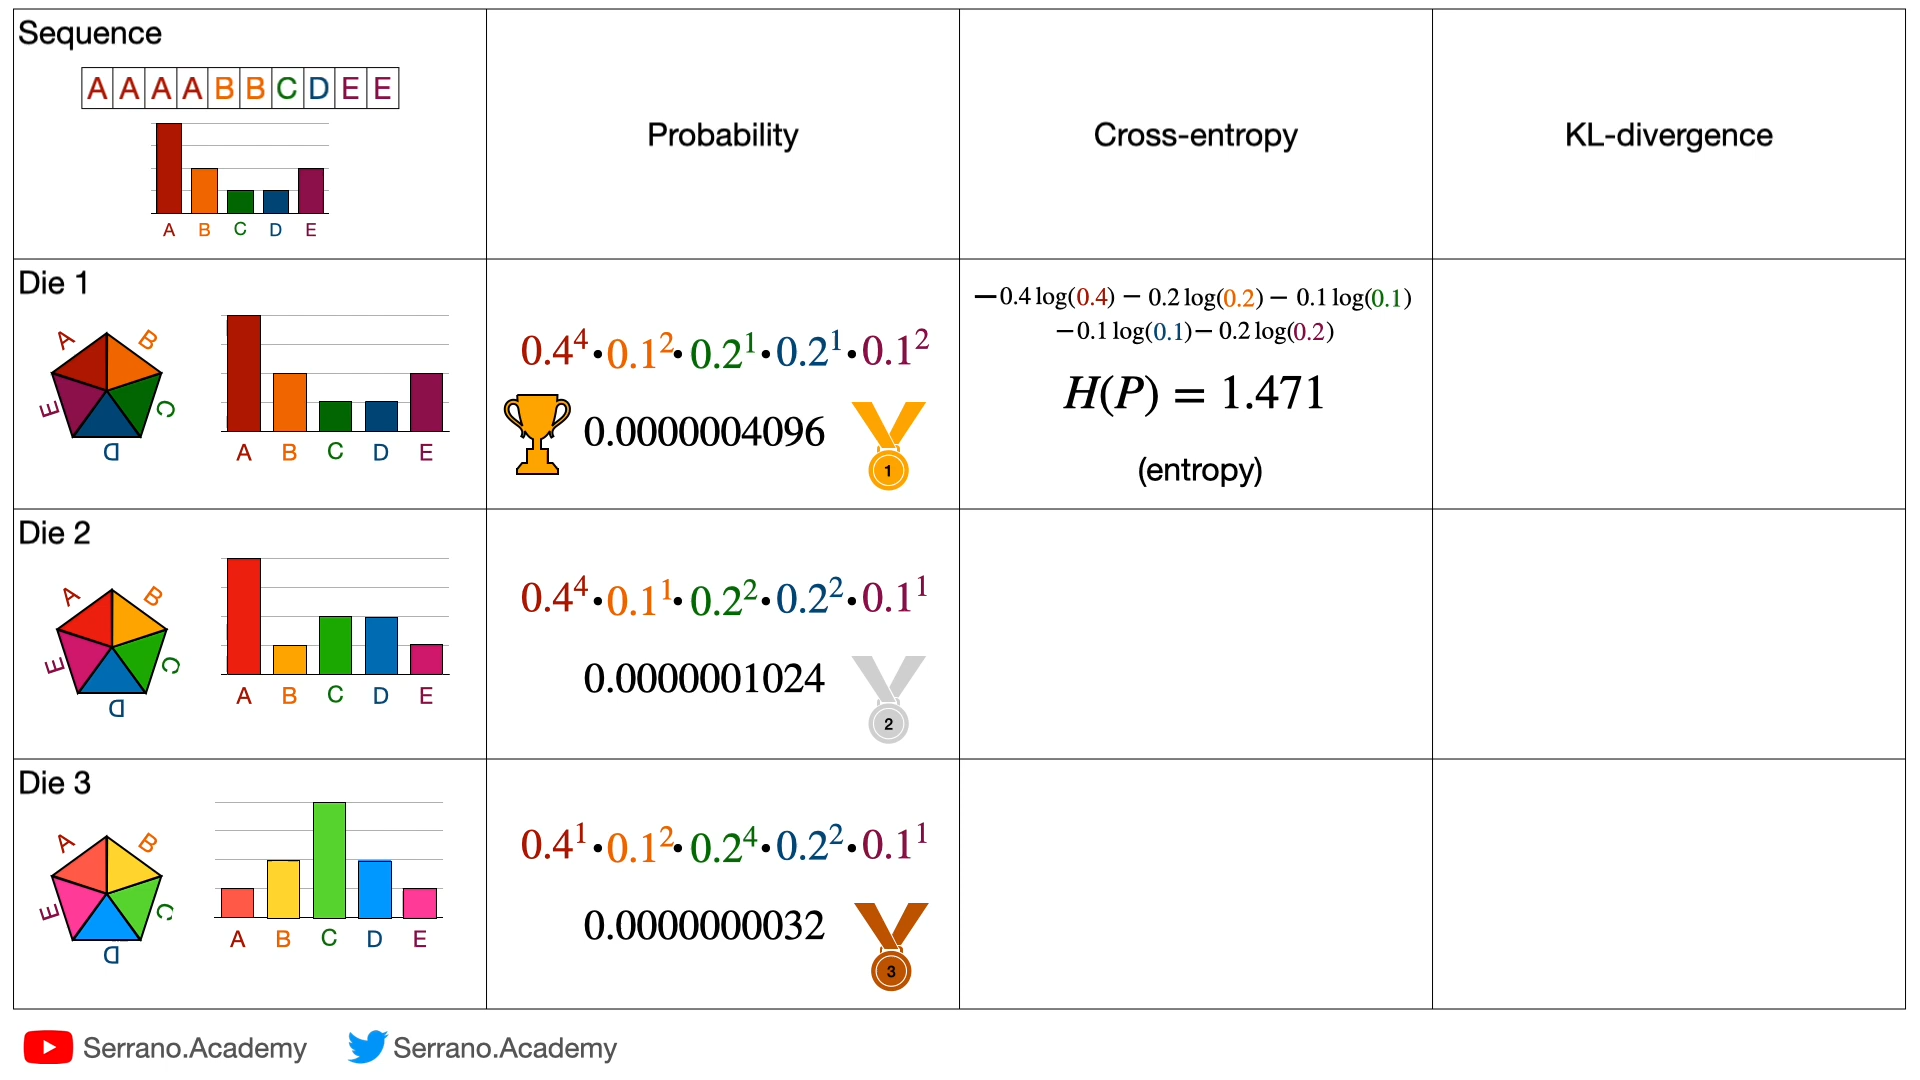 Sequence
A A A A B B C D E E
A B C D E
Probability
Cross-entropy
KL-divergence
Die 1
A B C D E
A B C D E
0.4⁴·0.1²·0.2¹·0.2¹·0.1²
0.0000004096
1
−0.4 log(0.4) − 0.2 log(0.2) − 0.1 log(0.1)
−0.1 log(0.1)− 0.2 log(0.2)
H(P) = 1.471
(entropy)
Die 2
A B C D E
A B C D E
0.4⁴·0.1¹·0.2²·0.2²·0.1¹
0.0000001024
2
Die 3
A B C D E
A B C D E
0.4¹·0.1²·0.2⁴·0.2²·0.1¹
0.0000000032
3
Serrano.Academy
Serrano.Academy